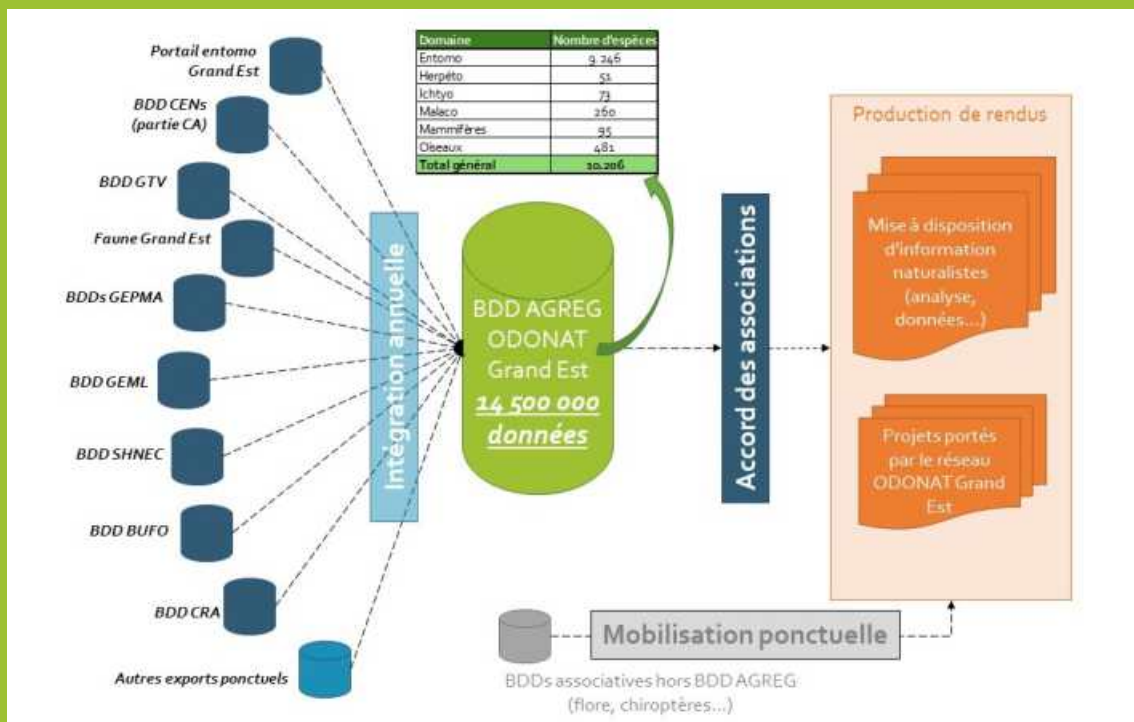 Portail entomo
Grand Est
BDD CENs
(partie CA)
BDD GTV
Faune Grand Est
BDDs GEPMA
BDD GEML
BDD SHNEC
BDD BUFO
BDD CRA
Autres exports ponctuels
Intégration annuelle
Domaine Nombre d'espèces
Entomo 9.246
Herpéto 51
Ichtyo 73
Malaco 260
Mammifères 95
Oiseaux 481
Total général 10.206
BDD AGREG
ODONAT
Grand Est
14 500 000
données
Accord des associations
Production de rendus
Mise à disposition
d'information
naturalistes
(analyse,
données...)
Projets portés
par le réseau
ODONAT Grand
Est
Mobilisation ponctuelle
BDDs associatives hors BDD AGREG
(flore, chiroptères...)